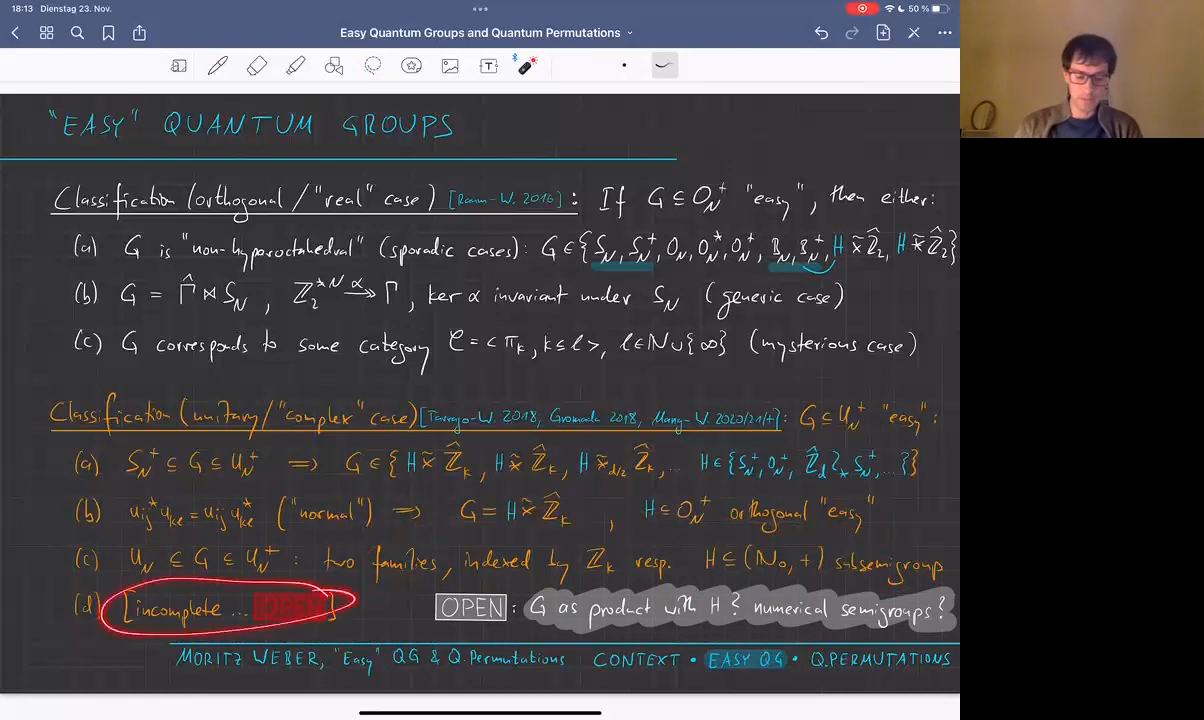 18:13 Dienstag 23. Nov.
50 %
Easy Quantum Groups and Quantum Permutations
"EASY" QUANTUM GROUPS
Classification (orthogonal / "real" case) [Raum-W. 2016] : If G ⊆ O_N^+ "easy", then either:
(a) G is "non-hyperoctahedral" (sporadic cases): G ∈ {S_N, S_N^+, O_N, O_N^*, O_N^+, B_N, B_N^+, H ×̃ Ẑ_2, H *̃ Ẑ_2}
(b) G = Γ̂ ⋈ S_N , Z_2^{*N} →^α Γ, ker α invariant under S_N (generic case)
(c) G corresponds to some category C = <π_k, k ≤ l>, l ∈ N ∪ {∞} (mysterious case)
Classification (unitary / "complex" case) [Tarrago-W. 2018, Gromada 2018, Mang-W. 2020/21/+] : G ⊆ U_N^+ "easy":
(a) S_N^+ ⊆ G ⊆ U_N^+ ⟹ G ∈ { H ×̃ Ẑ_k, H *̃ Ẑ_k, H *̃_{d/2} Ẑ_k, ... H ∈ {S_N^+, O_N^+, Ẑ_d ≀_* S_N^+, ...}}
(b) u_ij^* u_kl = u_ij u_kl^* ("normal") ⟹ G = H ×̃ Ẑ_k , H ⊆ O_N^+ orthogonal "easy"
(c) U_N ⊆ G ⊆ U_N^+ : two families, indexed by Z_k resp. H ⊆ (N_0, +) subsemigroup
(d) [incomplete ... OPEN] OPEN : G as product with H? numerical semigroups?
MORITZ WEBER, "Easy" QG & Q.Permutations CONTEXT • EASY QG • Q.PERMUTATIONS